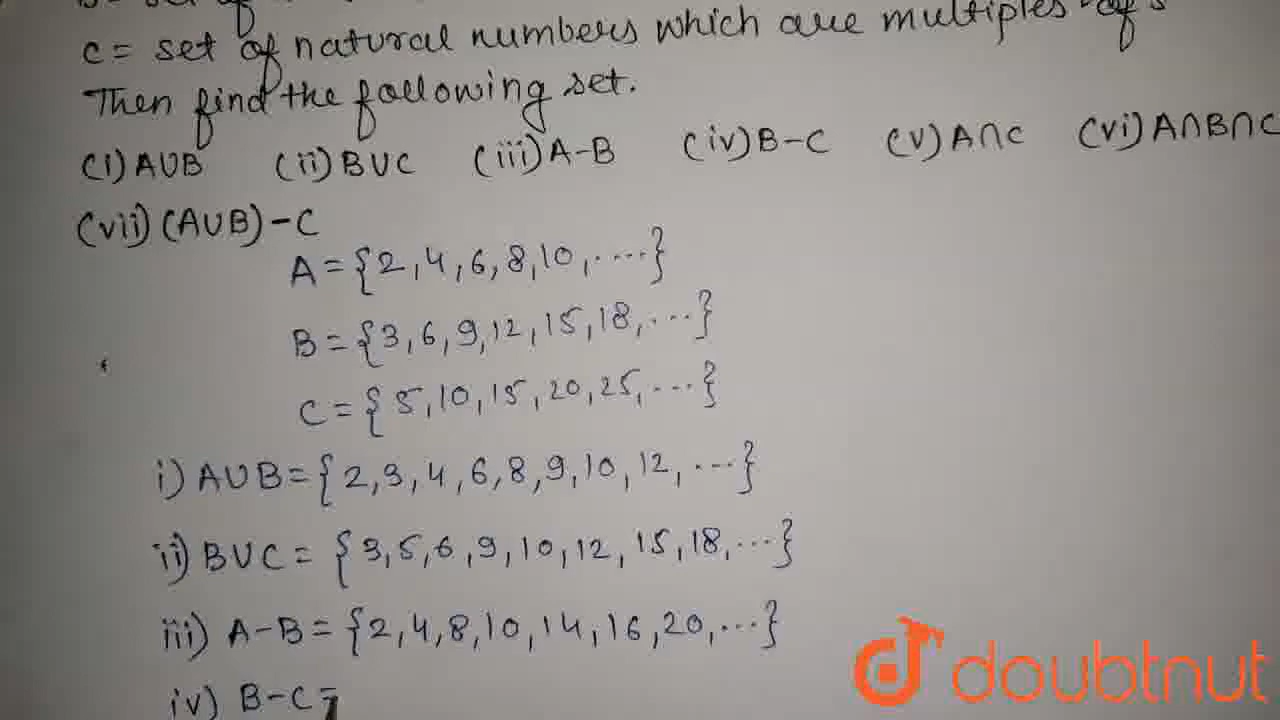 B = set of
C = set of natural numbers which are multiples of 5
Then find the following set.
(i) A∪B (ii) B∪C (iii) A-B (iv) B-C (v) A∩C (vi) A∩B∩C
(vii) (A∪B) - C
A = {2, 4, 6, 8, 10, .....}
B = {3, 6, 9, 12, 15, 18, ....}
C = {5, 10, 15, 20, 25, ....}
i) A∪B = {2, 3, 4, 6, 8, 9, 10, 12, ....}
ii) B∪C = {3, 5, 6, 9, 10, 12, 15, 18, ...}
iii) A-B = {2, 4, 8, 10, 14, 16, 20, ...}
iv) B-C =
doubtnut